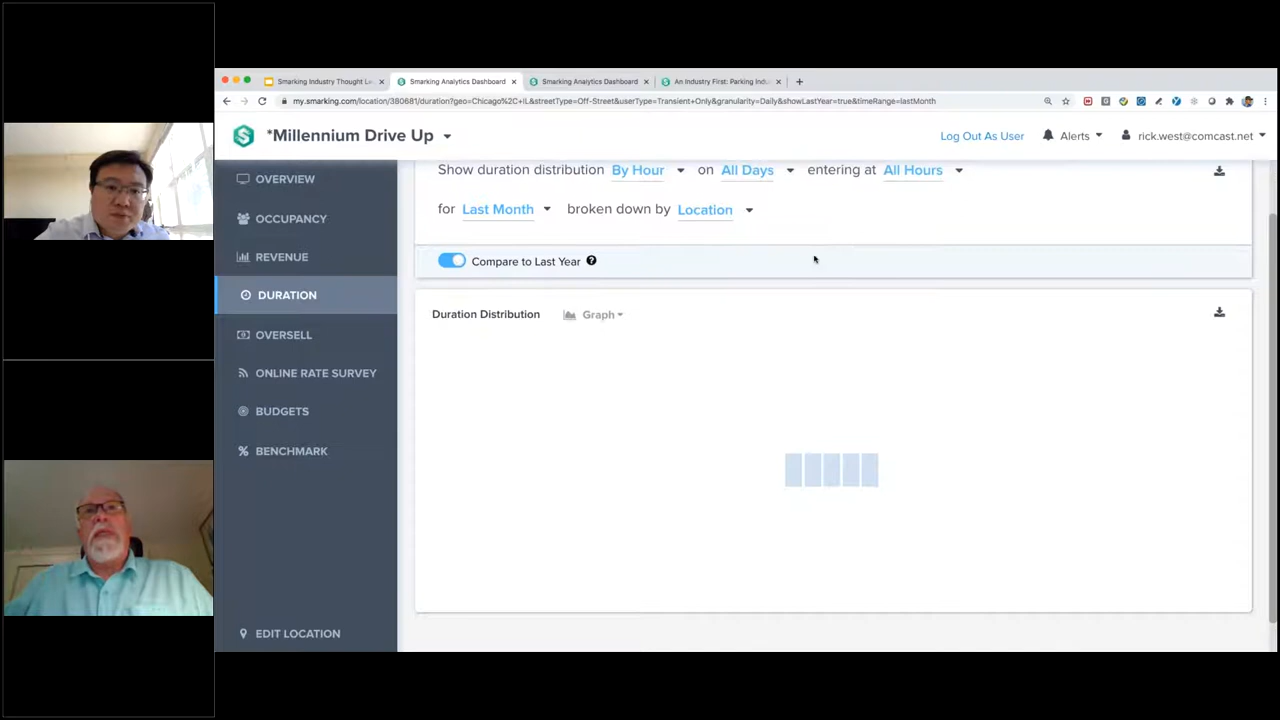 Smarking Industry Thought Le
Smarking Analytics Dashboard
Smarking Analytics Dashboard
An Industry First: Parking Indu
my.smarking.com/location/380681/duration?geo=Chicago%2C+IL&streetType=Off-Street&userType=Transient+Only&granularity=Daily&showLastYear=true&timeRange=lastMonth
*Millennium Drive Up
Log Out As User
Alerts
rick.west@comcast.net
OVERVIEW
OCCUPANCY
REVENUE
DURATION
OVERSELL
ONLINE RATE SURVEY
BUDGETS
BENCHMARK
EDIT LOCATION
Show duration distribution By Hour on All Days entering at All Hours
for Last Month broken down by Location
Compare to Last Year ?
Duration Distribution Graph